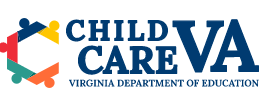 CHILD
CARE VA
VIRGINIA DEPARTMENT OF EDUCATION